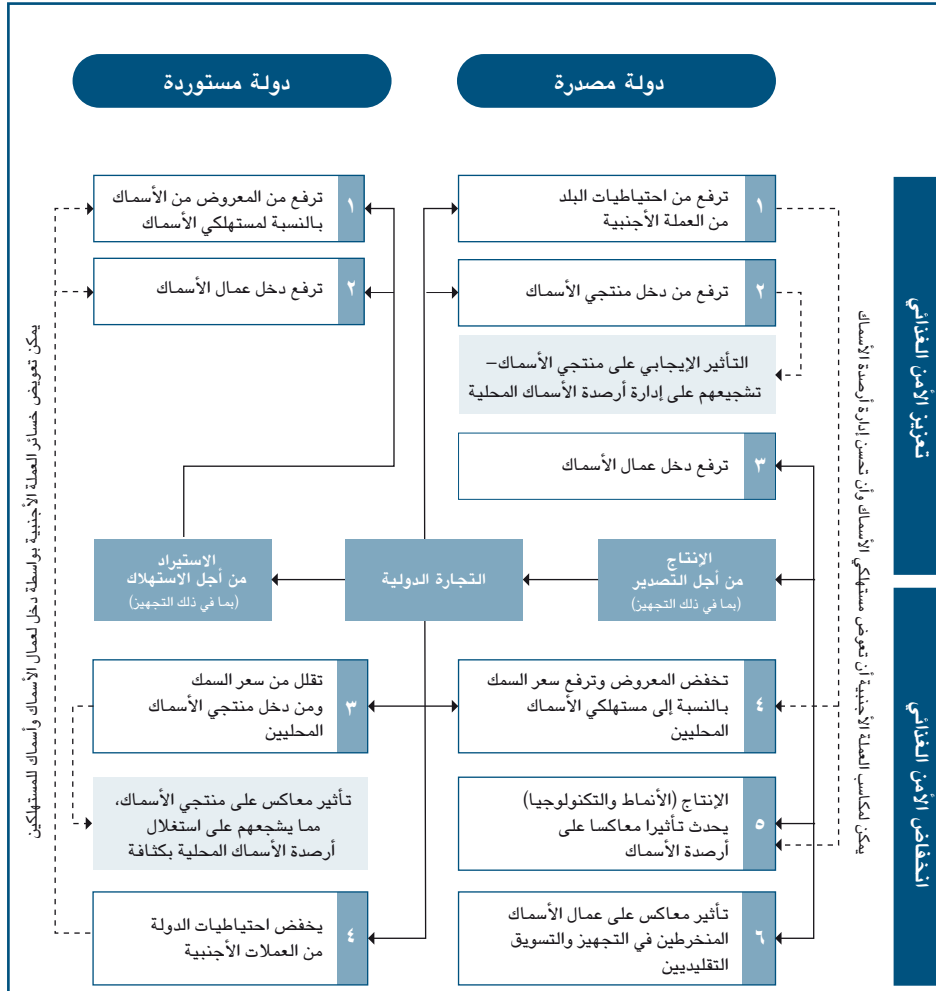 دولة مصدرة
دولة مستوردة
تعزيز الأمن الغذائي
انخفاض الأمن الغذائي
يمكن لمكاسب العملة الأجنبية أن تعوض مستهلكي الأسماك وأن تحسن إدارة أرصدة الأسماك
١
ترفع من احتياطيات البلد
من العملة الأجنبية
٢
ترفع من دخل منتجي الأسماك
التأثير الإيجابي على منتجي الأسماك–
تشجيعهم على إدارة أرصدة الأسماك المحلية
٣
ترفع دخل عمال الأسماك
الإنتاج
من أجل التصدير
(بما في ذلك التجهيز)
التجارة الدولية
الاستيراد
من أجل الاستهلاك
(بما في ذلك التجهيز)
٤
تخفض المعروض وترفع سعر السمك
بالنسبة إلى مستهلكي الأسماك
المحليين
٥
الإنتاج (الأنماط والتكنولوجيا)
يحدث تأثيرا معاكسا على
أرصدة الأسماك
٦
تأثير معاكس على عمال الأسماك
المنخرطين في التجهيز والتسويق
التقليديين
١
ترفع من المعروض من الأسماك
بالنسبة لمستهلكي الأسماك
٢
ترفع دخل عمال الأسماك
٣
تقلل من سعر السمك
ومن دخل منتجي الأسماك
المحليين
تأثير معاكس على منتجي الأسماك،
مما يشجعهم على استغلال
أرصدة الأسماك المحلية بكثافة
٤
يخفض احتياطيات الدولة
من العملات الأجنبية
يمكن تعويض خسائر العملة الأجنبية بواسطة دخل لعمال الأسماك وأسماك للمستهلكين